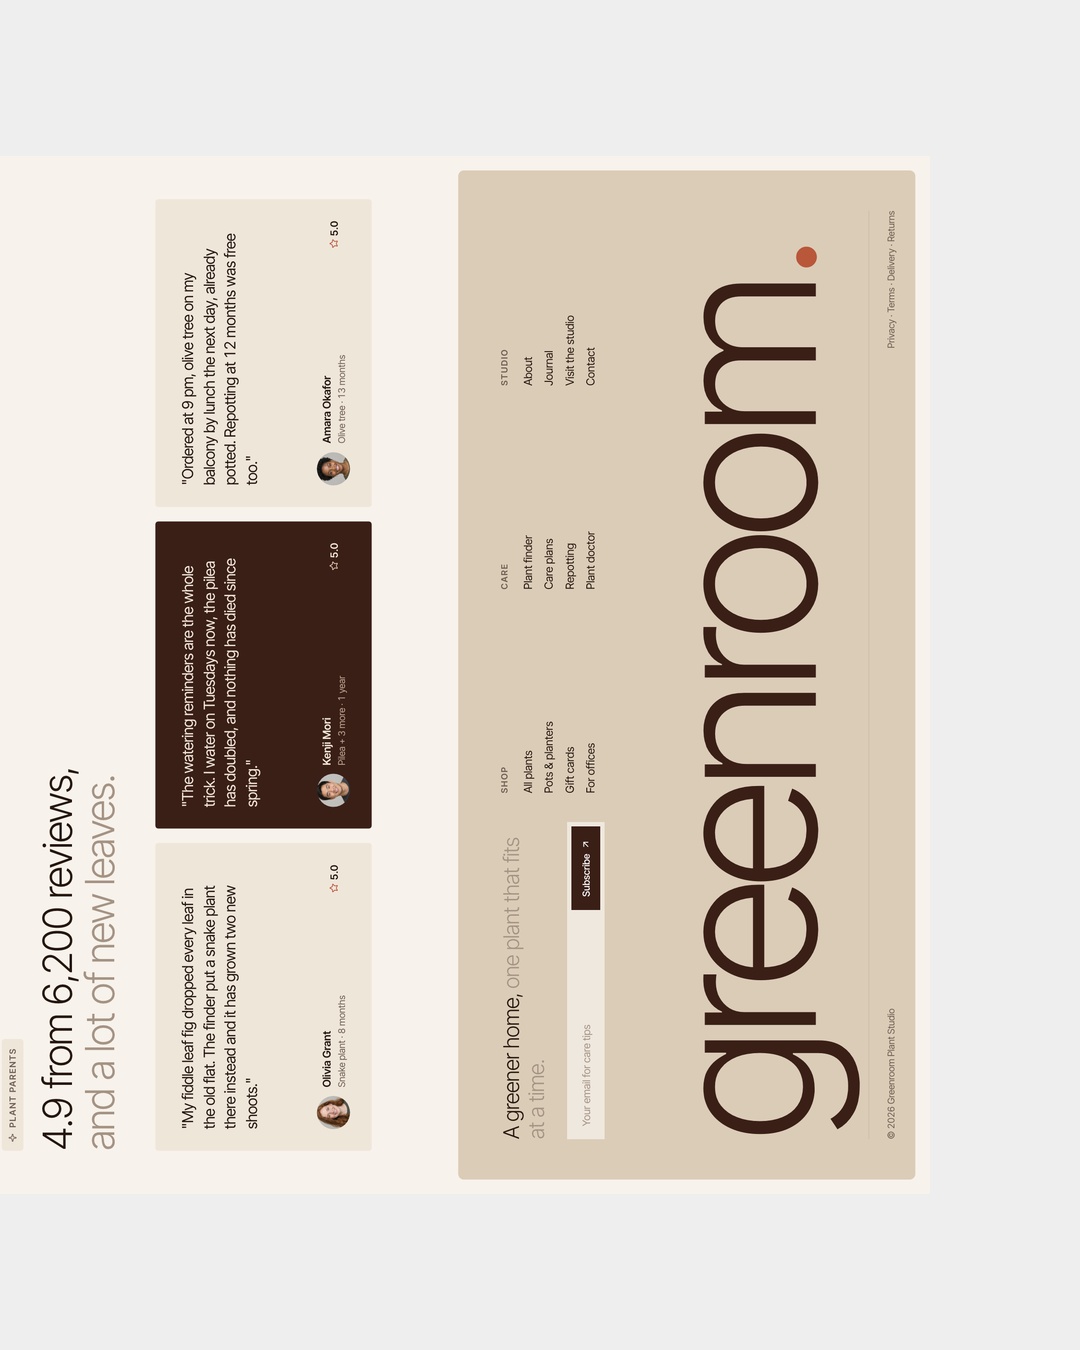 PLANT PARENTS
4.9 from 6,200 reviews,
and a lot of new leaves.
"My fiddle leaf fig dropped every leaf in
the old flat. The finder put a snake plant
there instead and it has grown two new
shoots."
Olivia Grant
Snake plant · 8 months
5.0
"The watering reminders are the whole
trick. I water on Tuesdays now, the pilea
has doubled, and nothing has died since
spring."
Kenji Mori
Pilea + 3 more · 1 year
5.0
"Ordered at 9 pm, olive tree on my
balcony by lunch the next day, already
potted. Repotting at 12 months was free
too."
Amara Okafor
Olive tree · 13 months
5.0
A greener home, one plant that fits
at a time.
Your email for care tips
Subscribe
SHOP
All plants
Pots & planters
Gift cards
For offices
CARE
Plant finder
Care plans
Repotting
Plant doctor
STUDIO
About
Journal
Visit the studio
Contact
greenroom.
© 2026 Greenroom Plant Studio
Privacy · Terms · Delivery · Returns